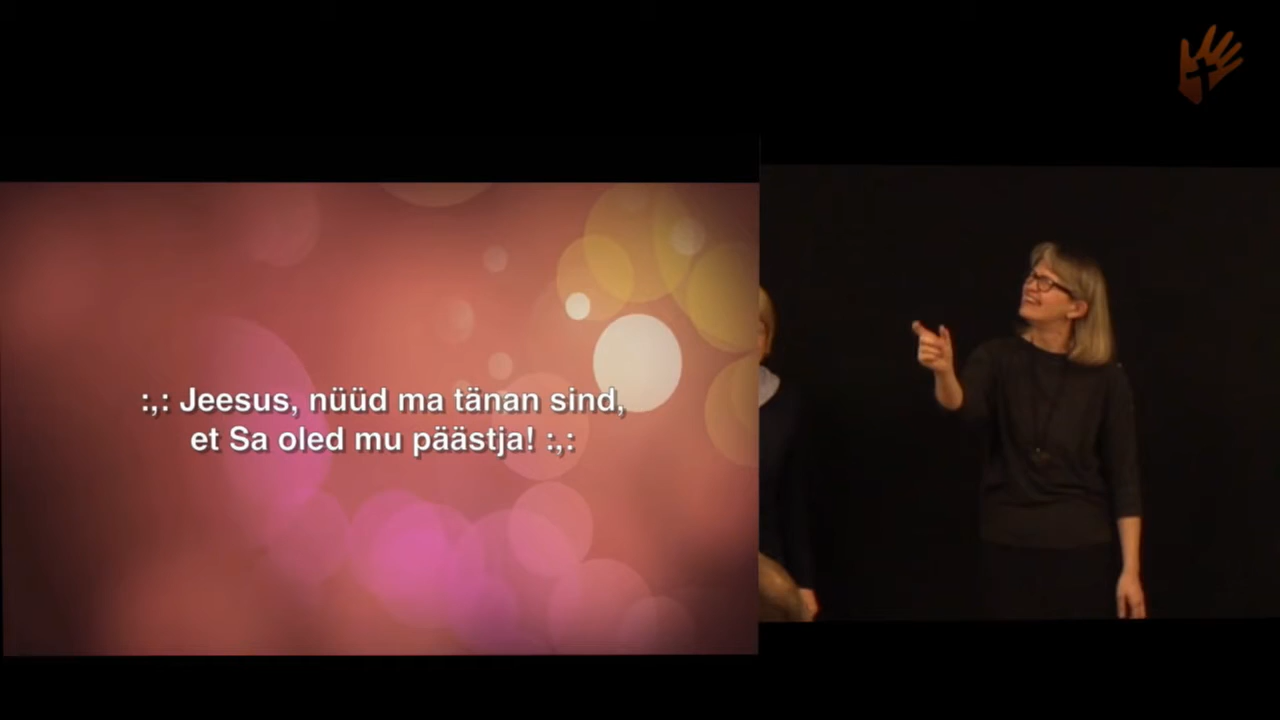 :,: Jeesus, nüüd ma tänan sind,
et Sa oled mu päästja! :,: